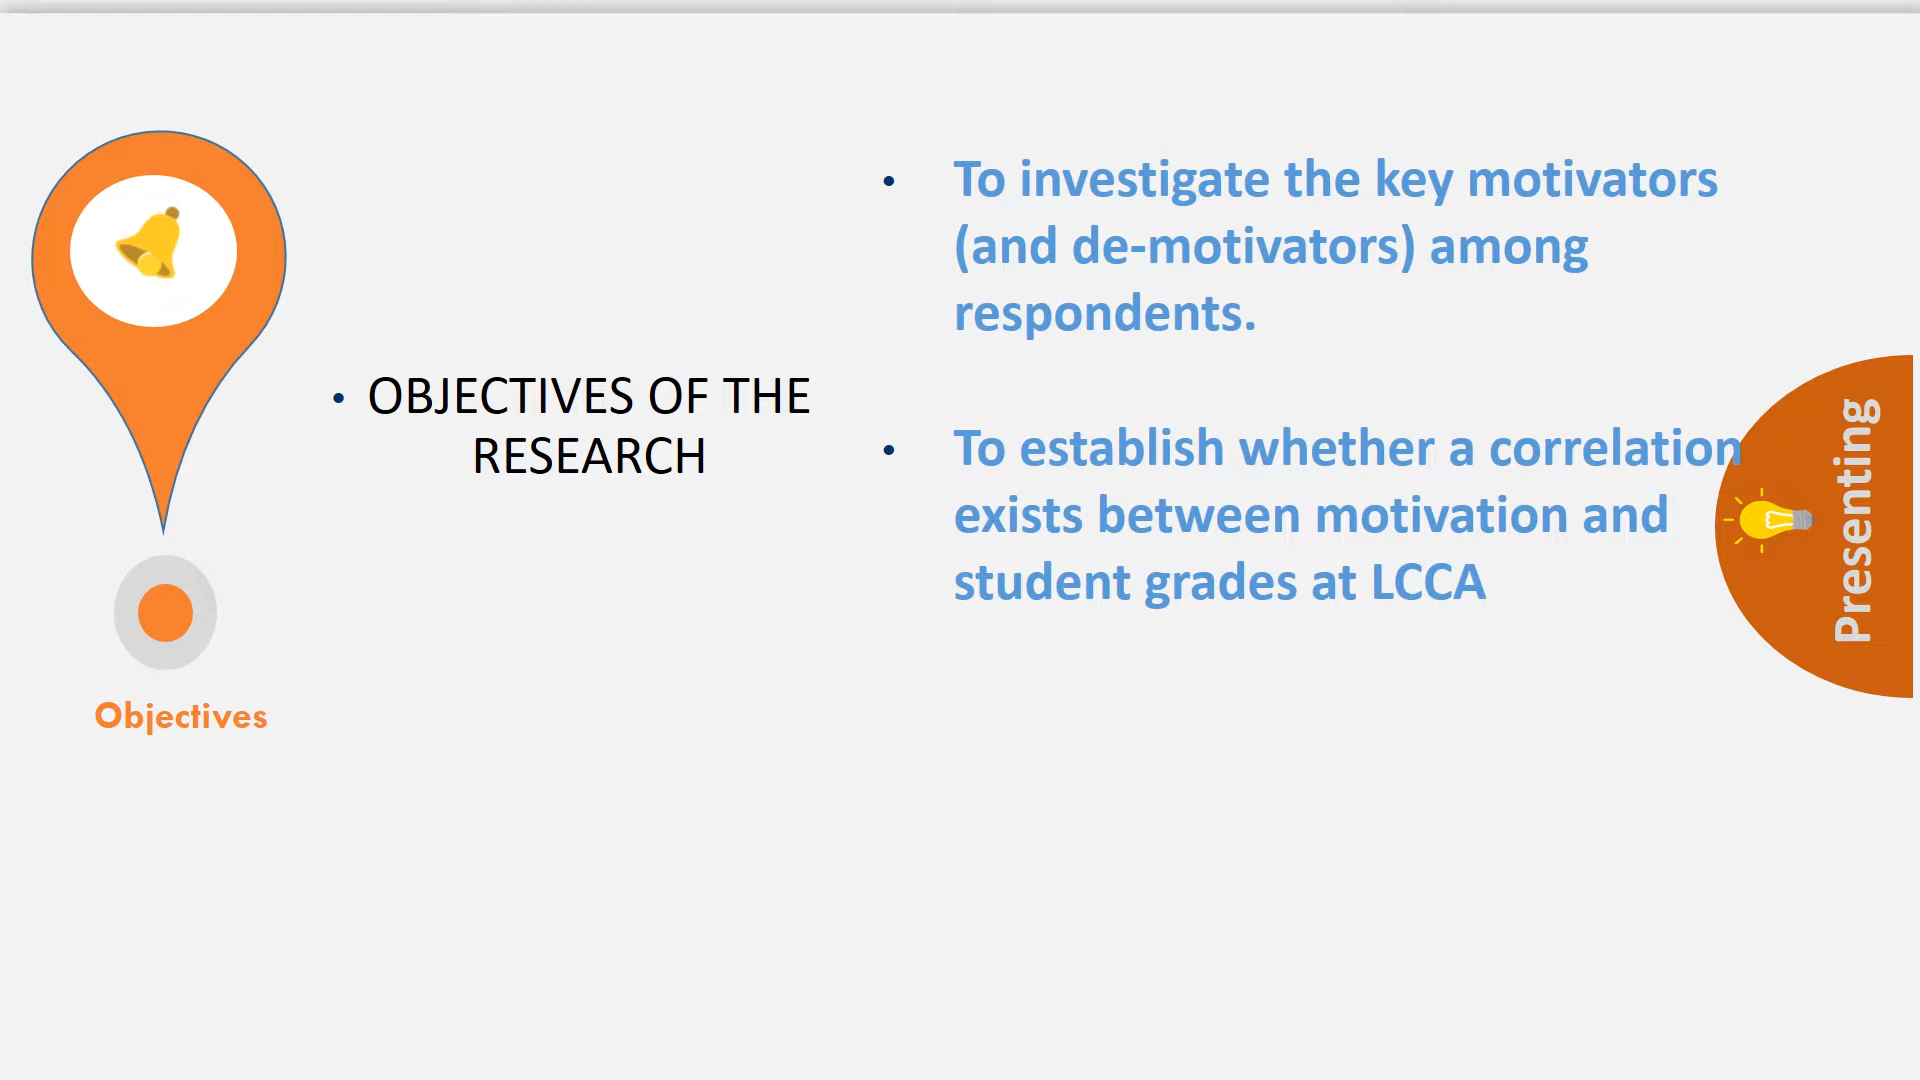 • OBJECTIVES OF THE
RESEARCH
• To investigate the key motivators
(and de-motivators) among
respondents.
• To establish whether a correlation
exists between motivation and
student grades at LCCA
Presenting
Objectives